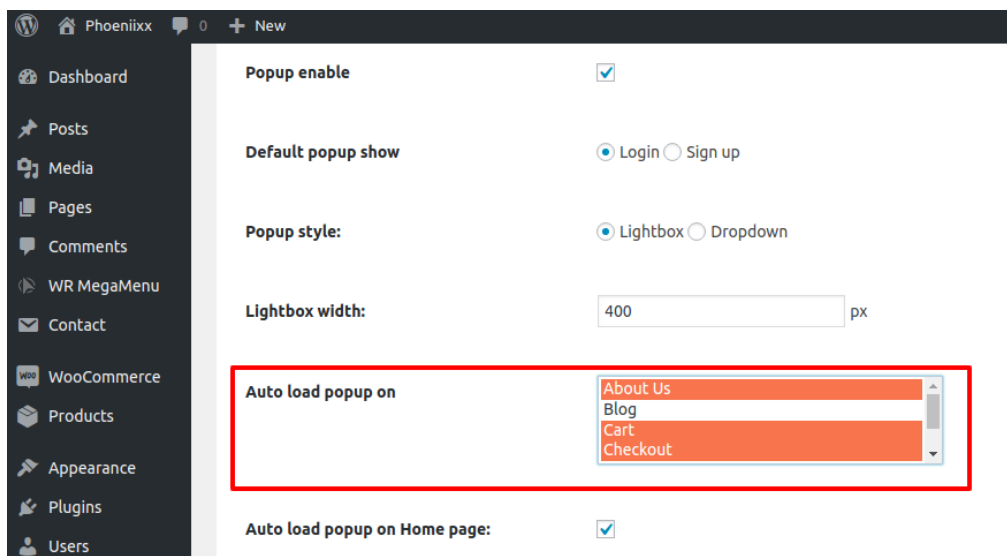 Phoeniixx 0 New
Dashboard
Posts
Media
Pages
Comments
WR MegaMenu
Contact
WOO WooCommerce
Products
Appearance
Plugins
Users
Popup enable
Default popup show Login Sign up
Popup style: Lightbox Dropdown
Lightbox width: 400 px
Auto load popup on
About Us
Blog
Cart
Checkout
Auto load popup on Home page: